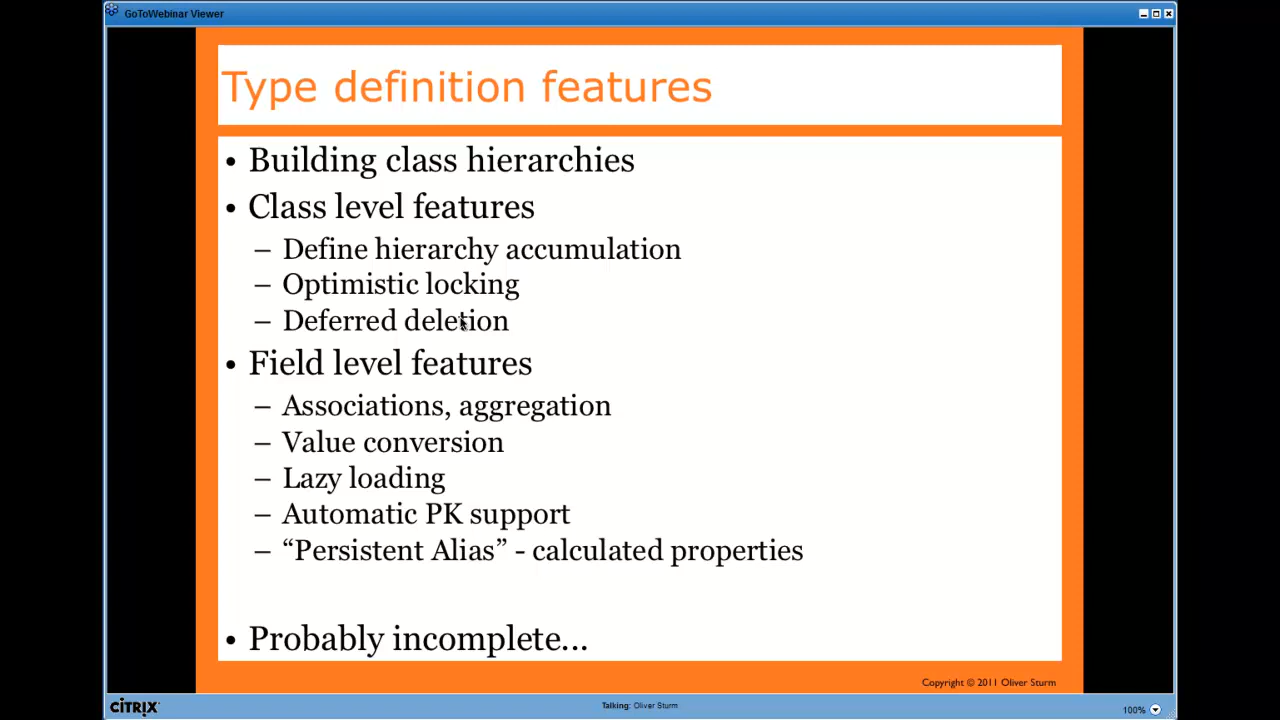 GoToWebinar Viewer
Type definition features
• Building class hierarchies
• Class level features
– Define hierarchy accumulation
– Optimistic locking
– Deferred deletion
• Field level features
– Associations, aggregation
– Value conversion
– Lazy loading
– Automatic PK support
– “Persistent Alias” - calculated properties
• Probably incomplete...
Copyright © 2011 Oliver Sturm
CİTRIX
Talking: Oliver Sturm
100%